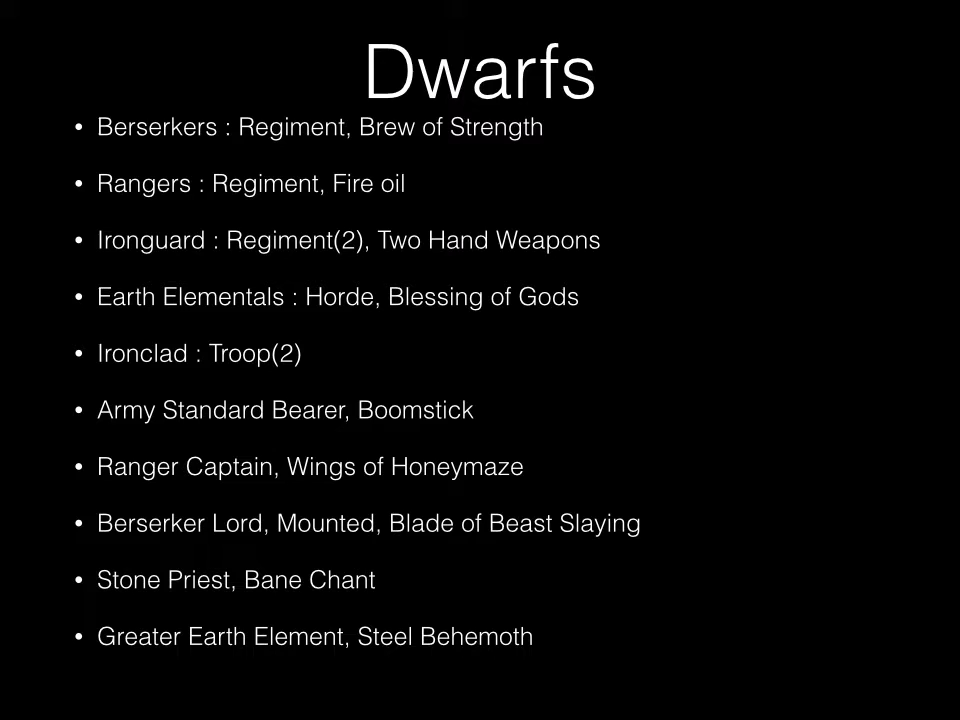 Dwarfs
• Berserkers : Regiment, Brew of Strength
• Rangers : Regiment, Fire oil
• Ironguard : Regiment(2), Two Hand Weapons
• Earth Elementals : Horde, Blessing of Gods
• Ironclad : Troop(2)
• Army Standard Bearer, Boomstick
• Ranger Captain, Wings of Honeymaze
• Berserker Lord, Mounted, Blade of Beast Slaying
• Stone Priest, Bane Chant
• Greater Earth Element, Steel Behemoth